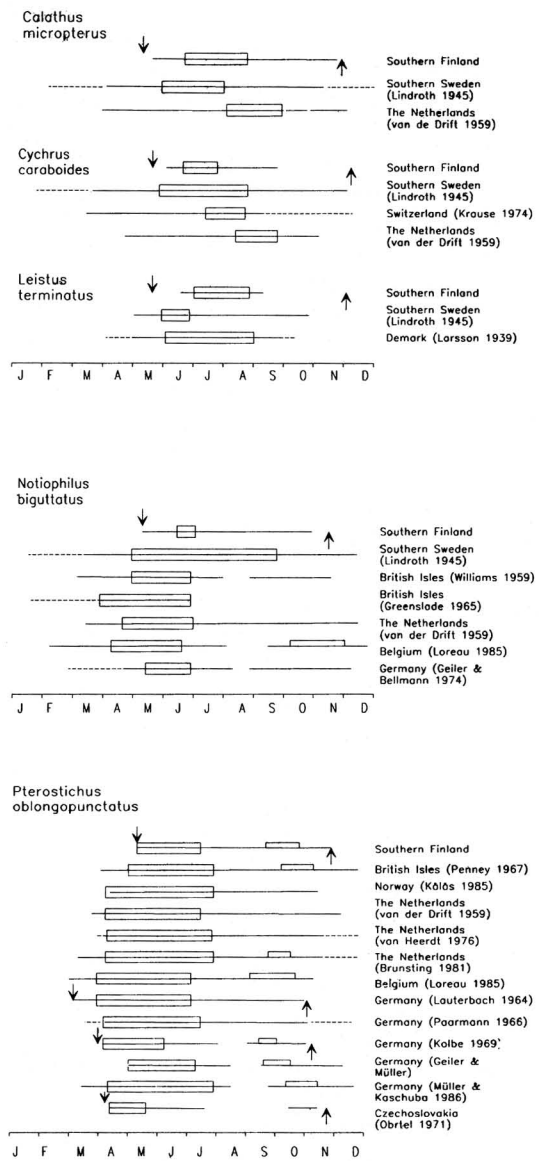 Calathus
micropterus
Southern Finland
Southern Sweden
(Lindroth 1945)
The Netherlands
(van de Drift 1959)
Cychrus
caraboides
Southern Finland
Southern Sweden
(Lindroth 1945)
Switzerland (Krause 1974)
The Netherlands
(van der Drift 1959)
Leistus
terminatus
Southern Finland
Southern Sweden
(Lindroth 1945)
Demark (Larsson 1939)
J F M A M J J A S O N D
Notiophilus
biguttatus
Southern Finland
Southern Sweden
(Lindroth 1945)
British Isles (Williams 1959)
British Isles
(Greenslade 1965)
The Netherlands
(van der Drift 1959)
Belgium (Loreau 1985)
Germany (Geiler &
Bellmann 1974)
J F M A M J J A S O N D
Pterostichus
oblongopunctatus
Southern Finland
British Isles (Penney 1967)
Norway (Kölös 1985)
The Netherlands
(van der Drift 1959)
The Netherlands
(van Heerdt 1976)
The Netherlands
(Brunsting 1981)
Belgium (Loreau 1985)
Germany (Lauterbach 1964)
Germany (Paarmann 1966)
Germany (Kolbe 1969)
Germany (Geiler &
Müller)
Germany (Müller &
Kaschuba 1986)
Czechoslovakia
(Obrtel 1971)
J F M A M J J A S O N D